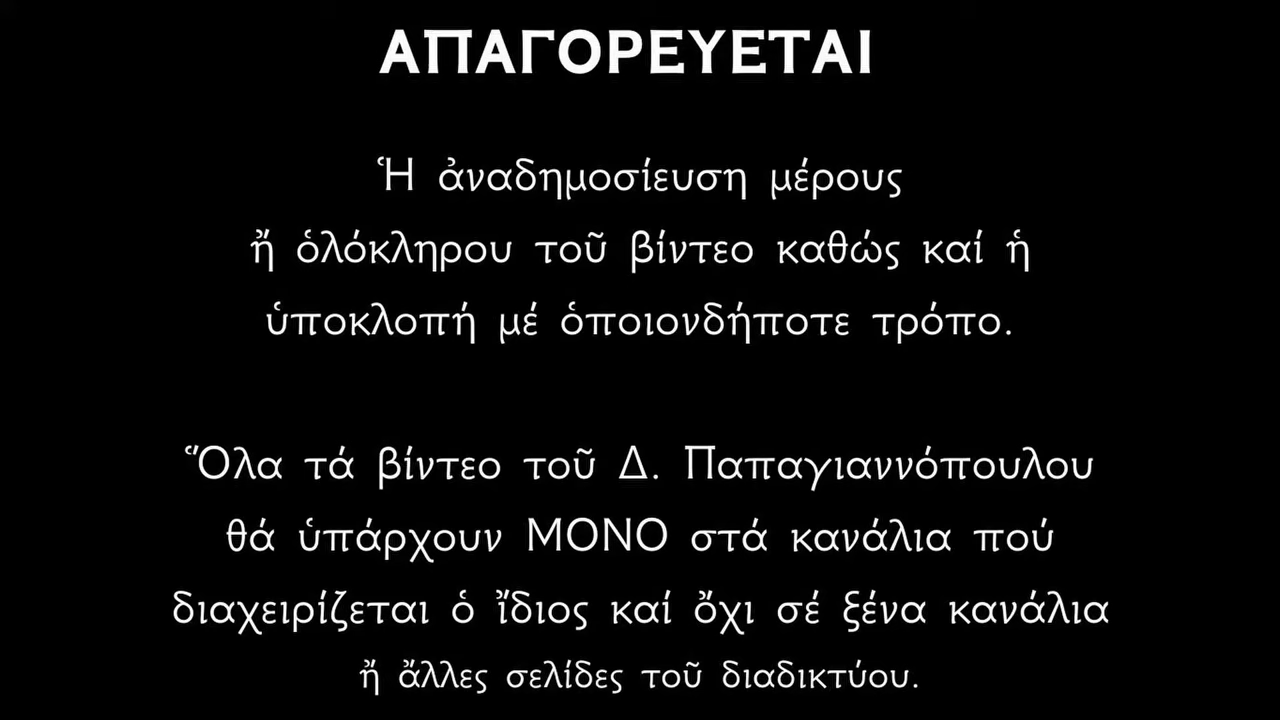 ΑΠΑΓΟΡΕΥΕΤΑΙ
Ἡ ἀναδημοσίευση μέρους
ἤ ὁλόκληρου τοῦ βίντεο καθώς καί ἡ
ὑποκλοπή μέ ὁποιονδήποτε τρόπο.
Ὅλα τά βίντεο τοῦ Δ. Παπαγιαννόπουλου
θά ὑπάρχουν ΜΟΝΟ στά κανάλια πού
διαχειρίζεται ὁ ἴδιος καί ὄχι σέ ξένα κανάλια
ἤ ἄλλες σελίδες τοῦ διαδικτύου.